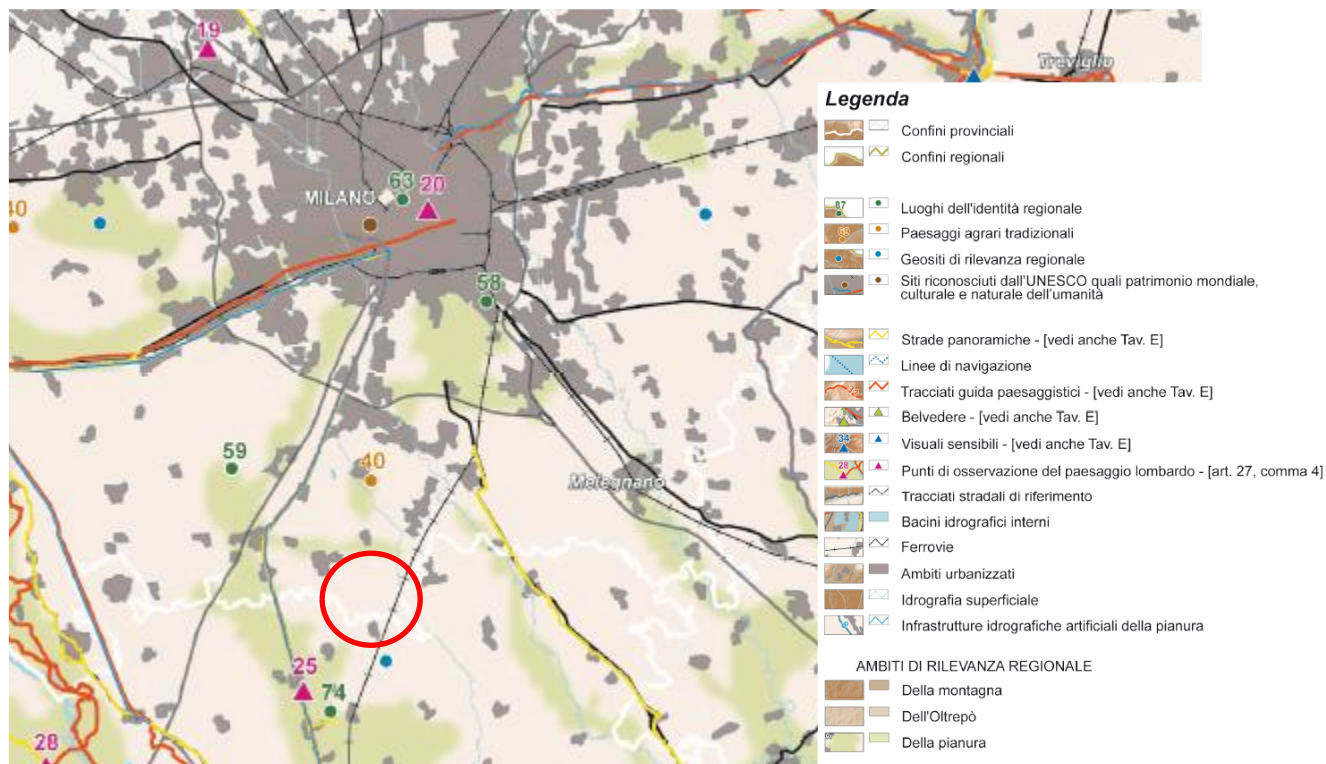 19
Treviglio
MILANO
63
20
40
58
59
40
Melegnano
25
74
28
Legenda
Confini provinciali
Confini regionali
87
Luoghi dell'identità regionale
63
Paesaggi agrari tradizionali
Geositi di rilevanza regionale
Siti riconosciuti dall'UNESCO quali patrimonio mondiale,
culturale e naturale dell'umanità
Strade panoramiche - [vedi anche Tav. E]
Linee di navigazione
Tracciati guida paesaggistici - [vedi anche Tav. E]
Belvedere - [vedi anche Tav. E]
34
Visuali sensibili - [vedi anche Tav. E]
28
Punti di osservazione del paesaggio lombardo - [art. 27, comma 4]
Tracciati stradali di riferimento
Bacini idrografici interni
Ferrovie
Ambiti urbanizzati
Idrografia superficiale
Infrastrutture idrografiche artificiali della pianura
AMBITI DI RILEVANZA REGIONALE
Della montagna
Dell'Oltrepò
Della pianura